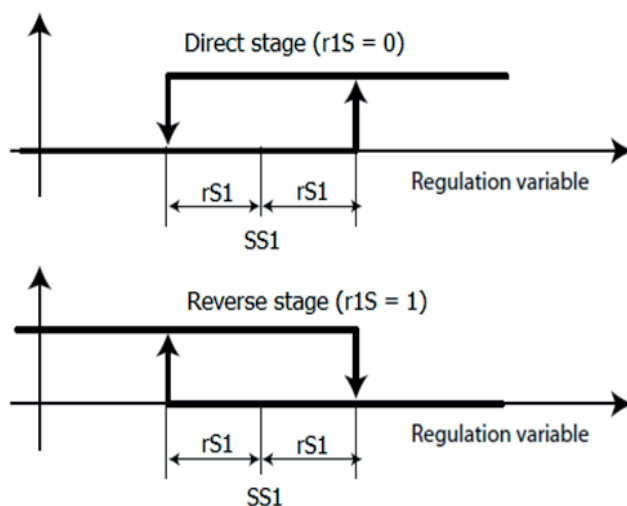 Direct stage (r1S = 0)
Regulation variable
rS1 rS1
SS1
Reverse stage (r1S = 1)
Regulation variable
rS1 rS1
SS1